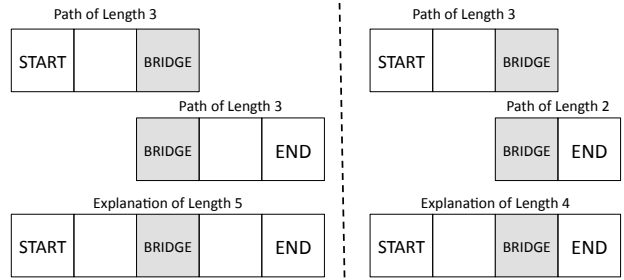 Path of Length 3
START BRIDGE
Path of Length 3
BRIDGE END
Explanation of Length 5
START BRIDGE END
Path of Length 3
START BRIDGE
Path of Length 2
BRIDGE END
Explanation of Length 4
START BRIDGE END